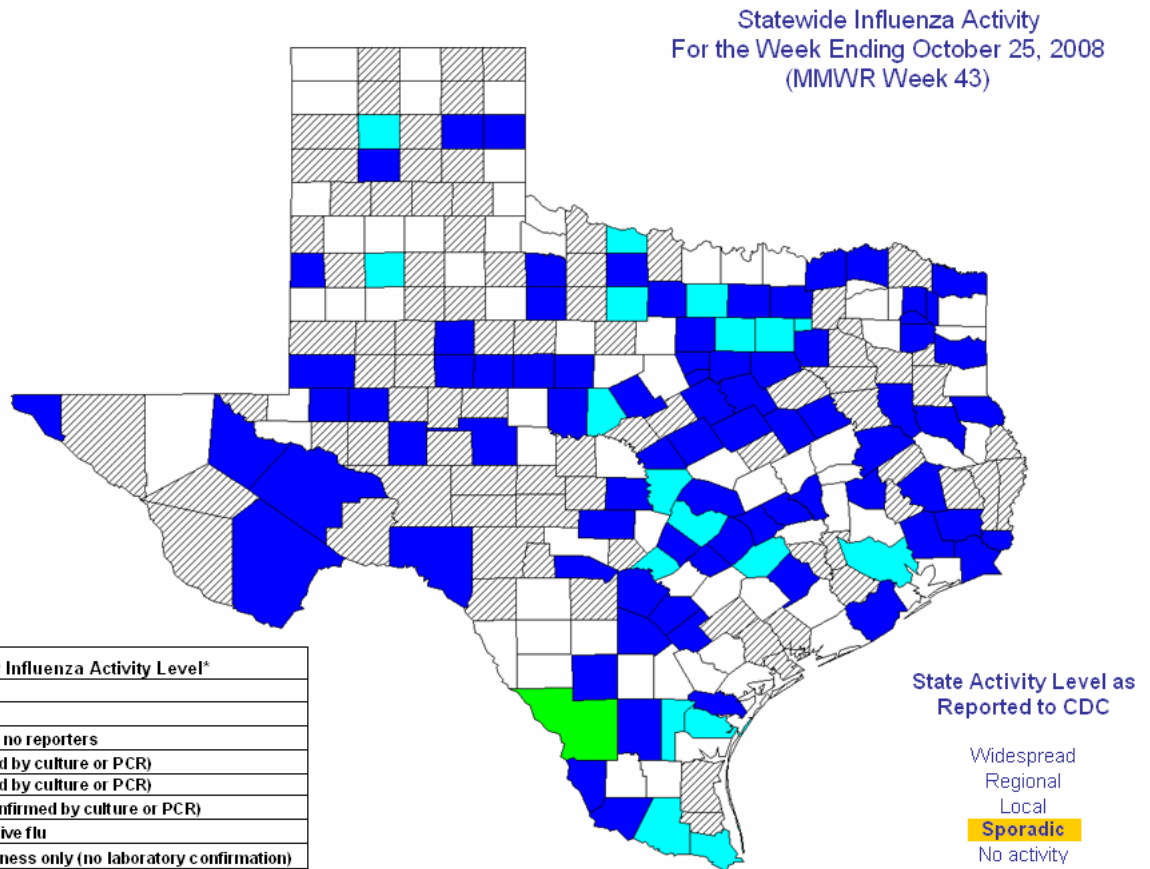 Statewide Influenza Activity
For the Week Ending October 25, 2008
(MMWR Week 43)
Influenza Activity Level*
no reporters
d by culture or PCR)
d by culture or PCR)
nfirmed by culture or PCR)
ive flu
ness only (no laboratory confirmation)
State Activity Level as
Reported to CDC
Widespread
Regional
Local
Sporadic
No activity